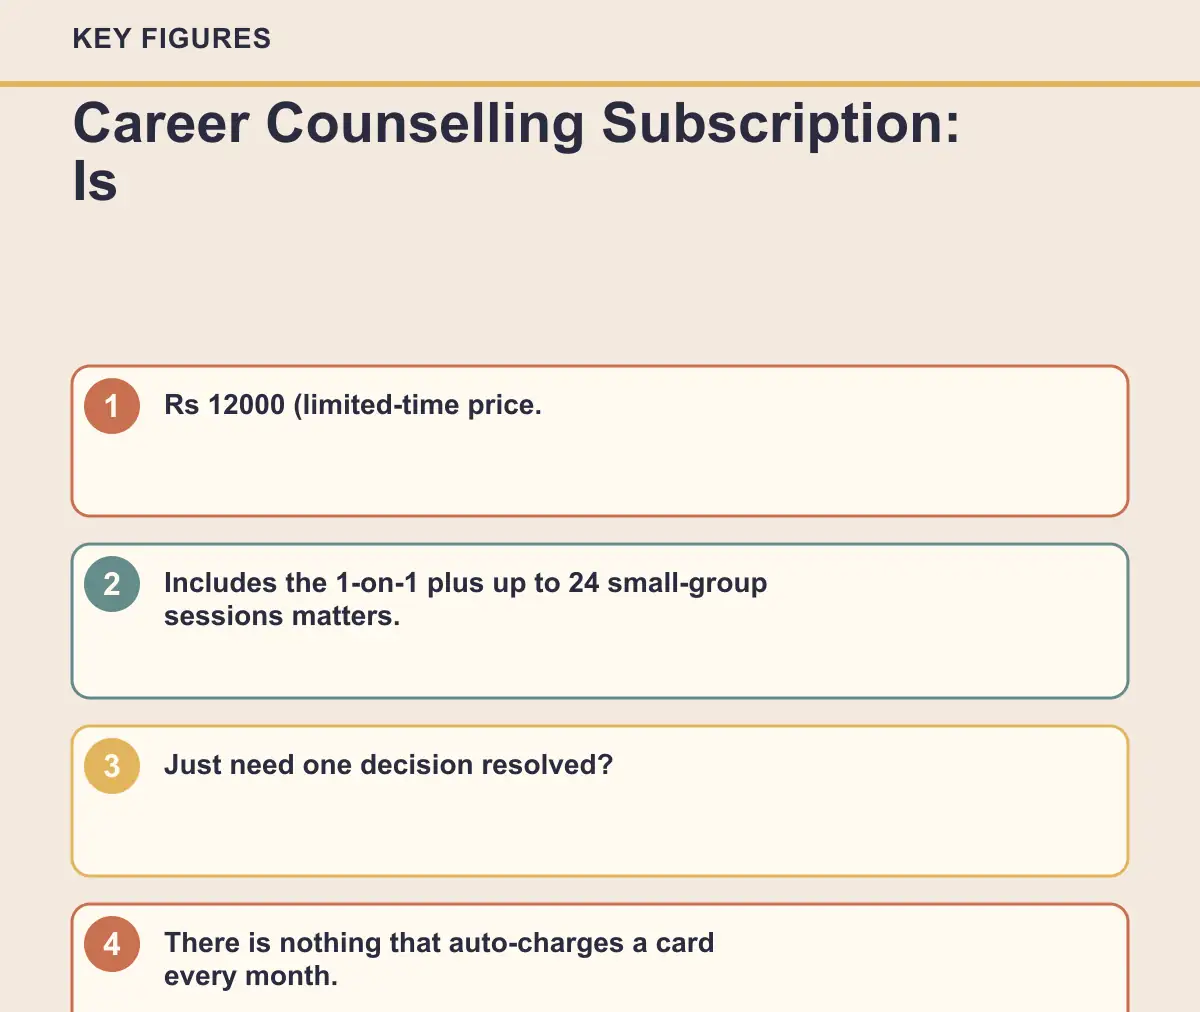 KEY FIGURES
Career Counselling Subscription:
Is
1
Rs 12000 (limited-time price.
2
Includes the 1-on-1 plus up to 24 small-group
sessions matters.
3
Just need one decision resolved?
4
There is nothing that auto-charges a card
every month.